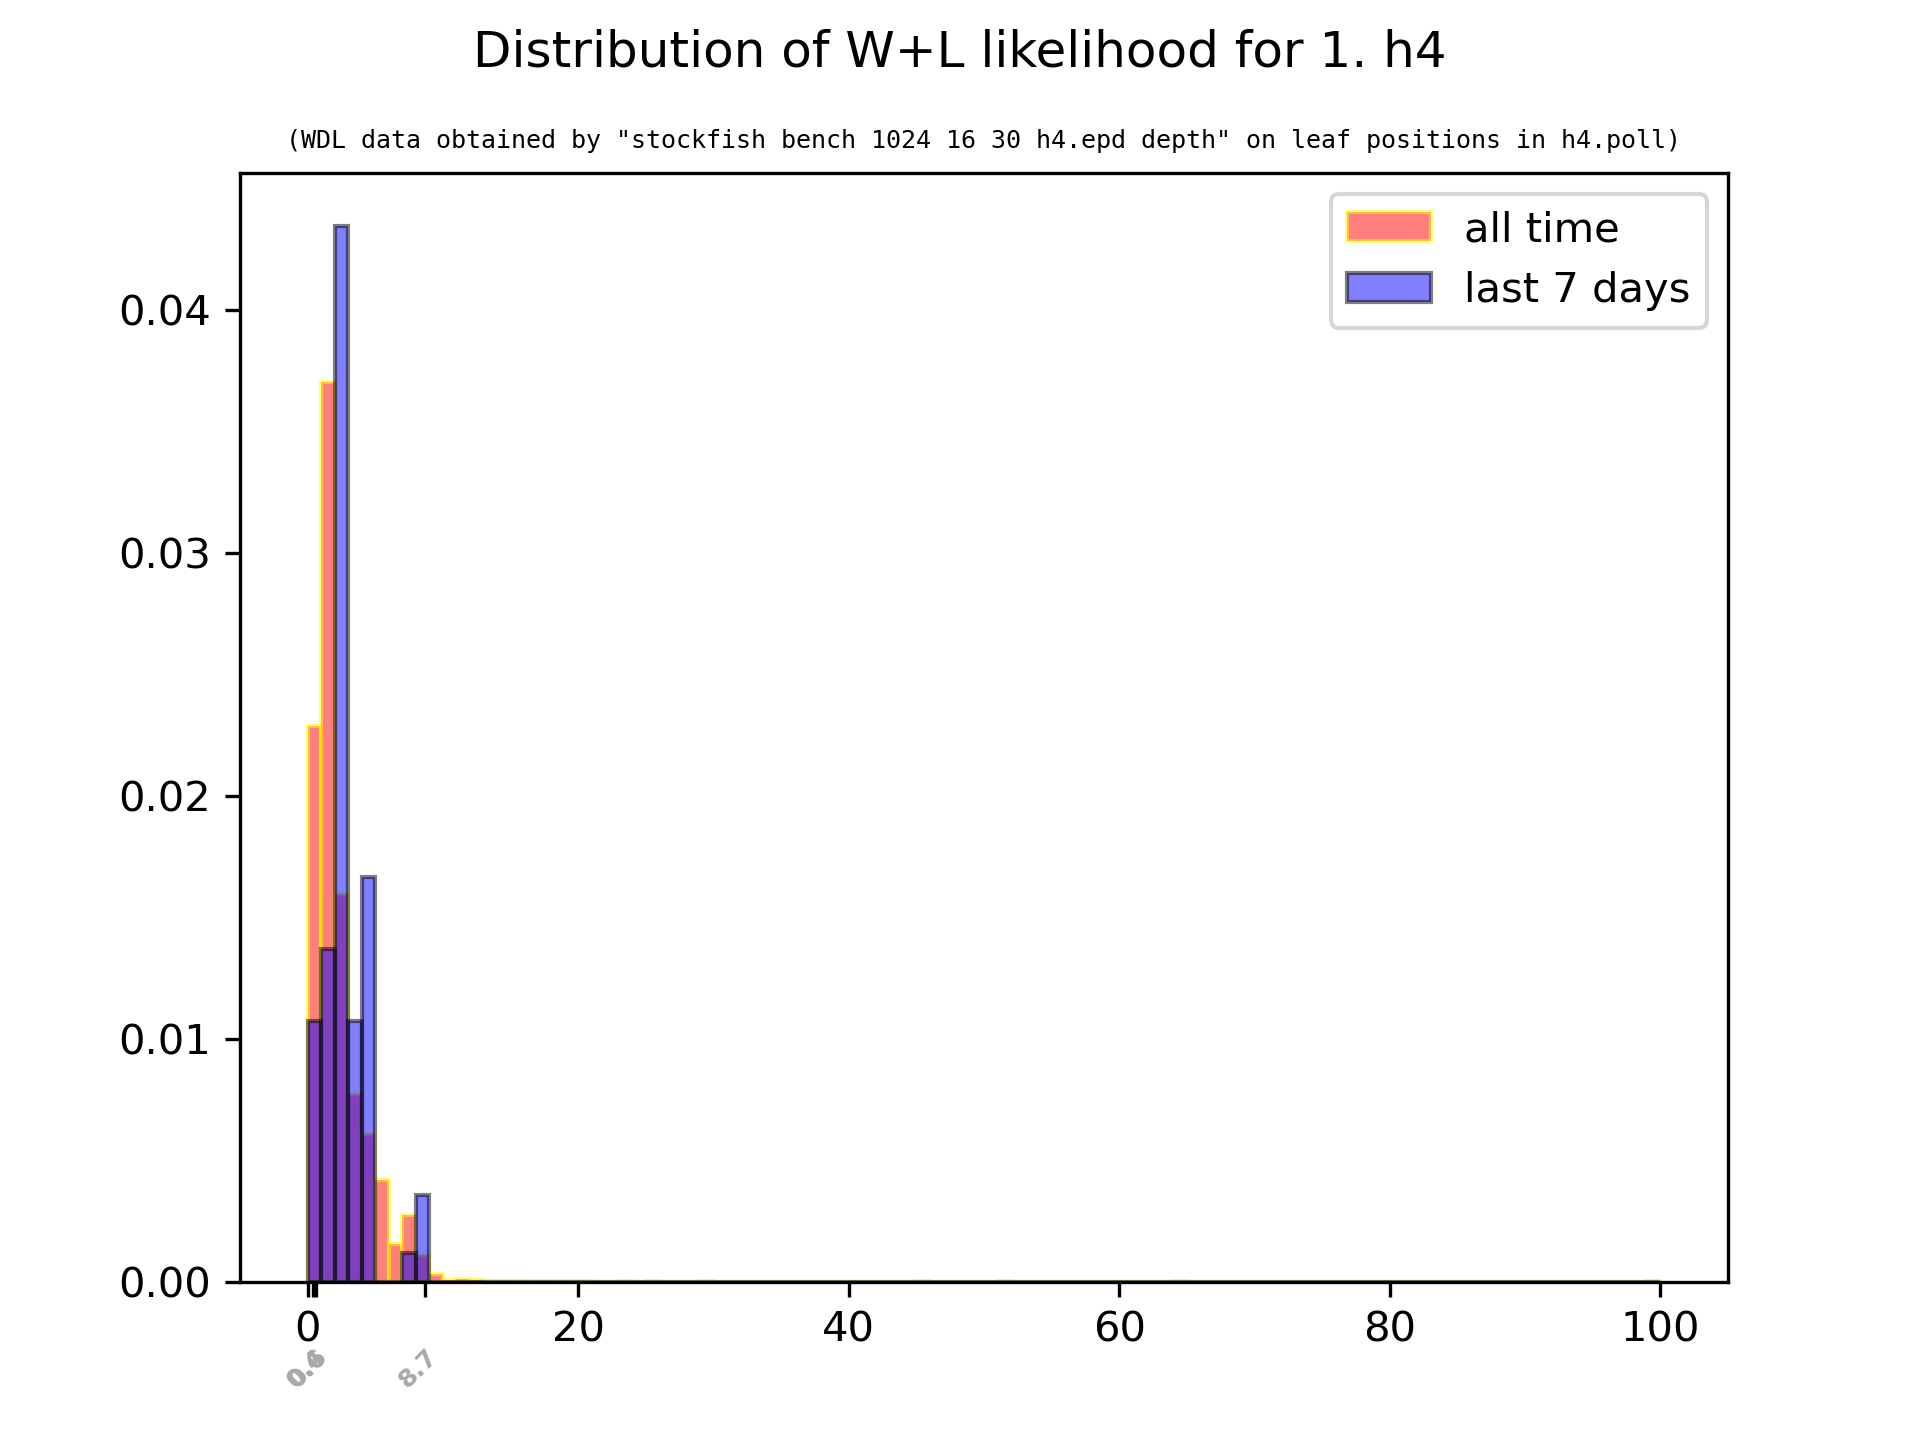 Distribution of W+L likelihood for 1. h4
(WDL data obtained by "stockfish bench 1024 16 30 h4.epd depth" on leaf positions in h4.poll)
all time
last 7 days
0.04
0.03
0.02
0.01
0.00
0 20 40 60 80 100
8.7